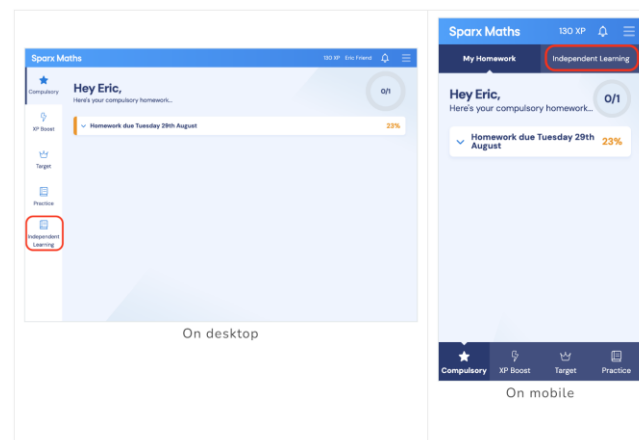 Sparx Maths
130 XP Eric Friend
Compulsory
XP Boost
Target
Practice
Independent
Learning
Hey Eric,
Here's your compulsory homework...
0/1
Homework due Tuesday 29th August
23%
On desktop
Sparx Maths
130 XP
My Homework
Independent Learning
Hey Eric,
Here's your compulsory homework...
0/1
Homework due Tuesday 29th
August
23%
Compulsory
XP Boost
Target
Practice
On mobile